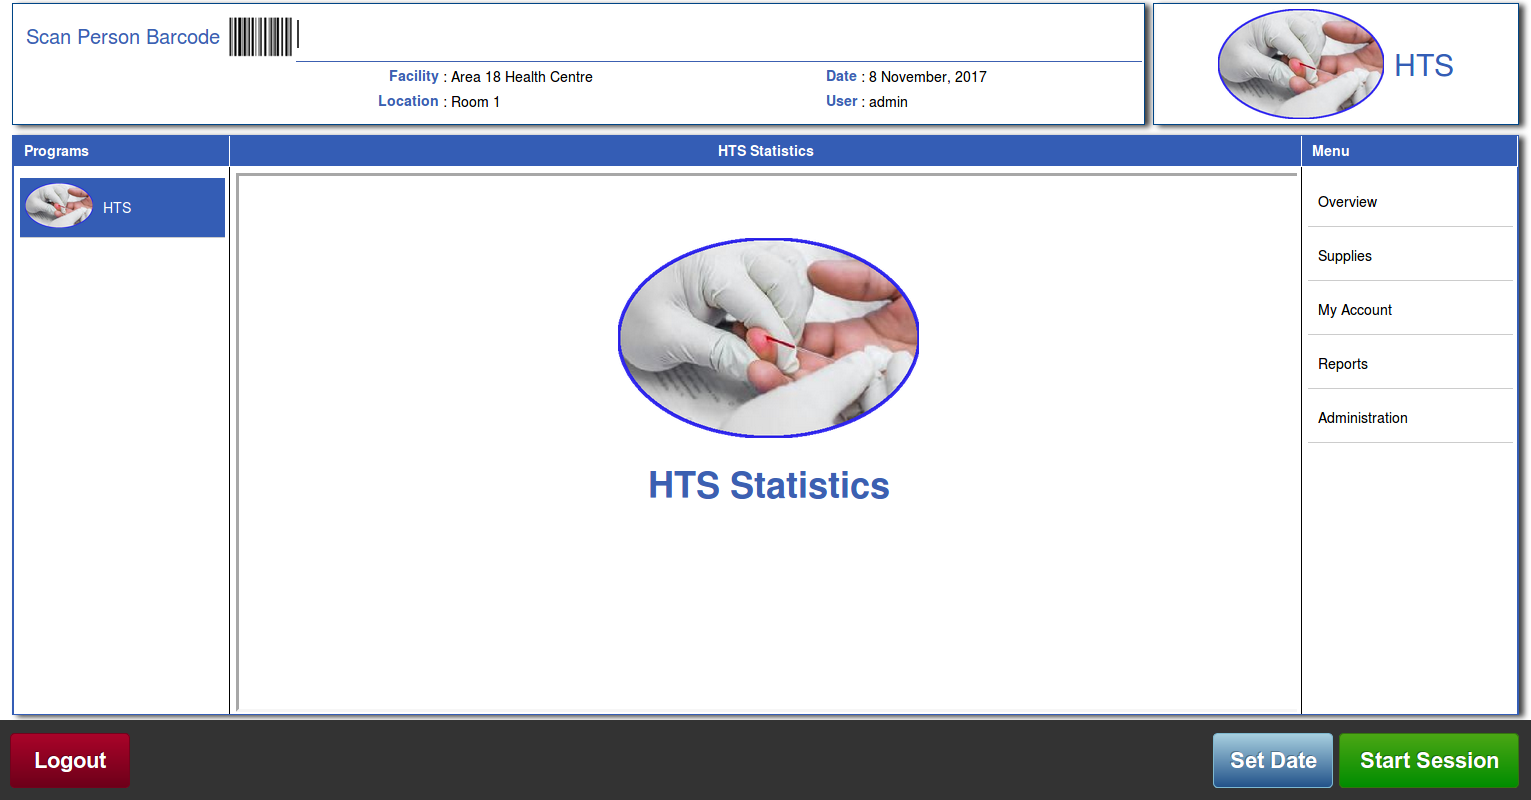 Scan Person Barcode
Facility : Area 18 Health Centre
Date : 8 November, 2017
Location : Room 1
User : admin
HTS
Programs
HTS Statistics
Menu
HTS
HTS Statistics
Overview
Supplies
My Account
Reports
Administration
Logout
Set Date
Start Session